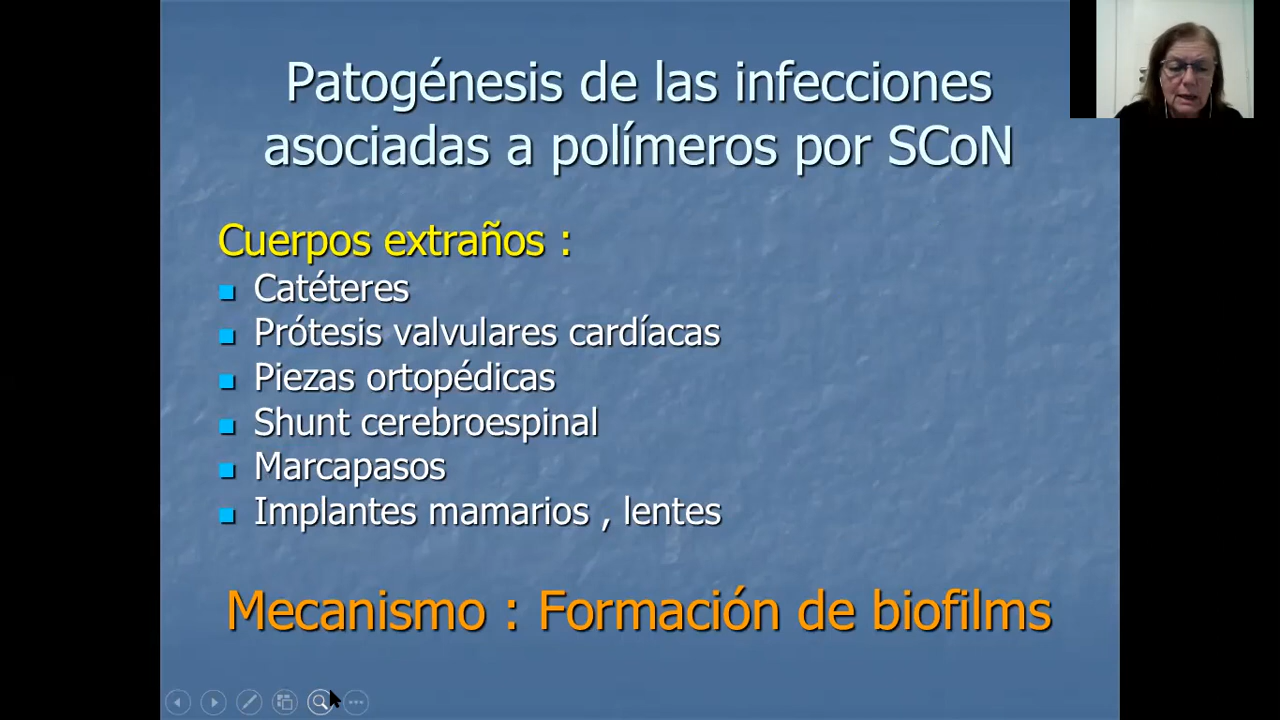 Patogénesis de las infecciones
asociadas a polímeros por SCoN
Cuerpos extraños :
Catéteres
Prótesis valvulares cardíacas
Piezas ortopédicas
Shunt cerebroespinal
Marcapasos
Implantes mamarios , lentes
Mecanismo : Formación de biofilms